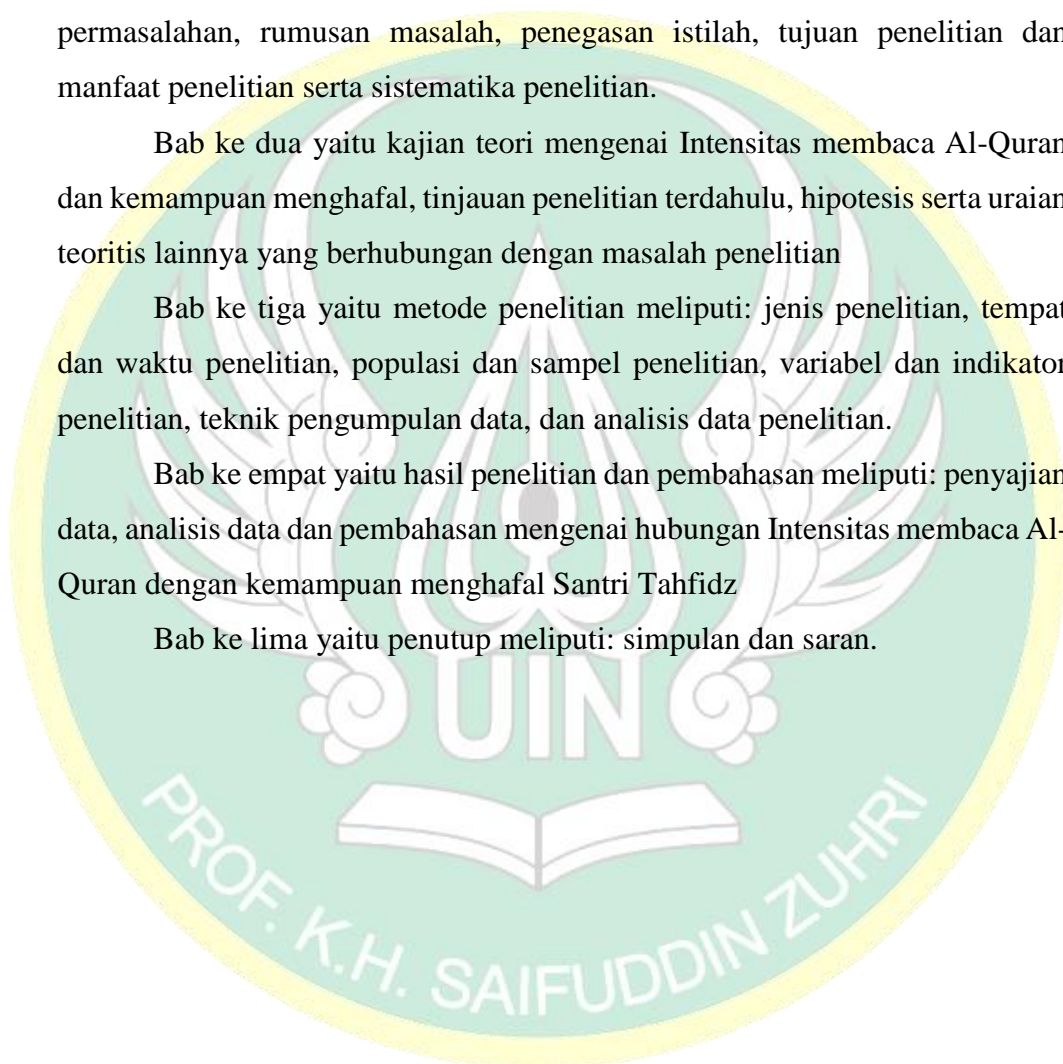 permasalahan, rumusan masalah, penegasan istilah, tujuan penelitian dan
manfaat penelitian serta sistematika penelitian.
Bab ke dua yaitu kajian teori mengenai Intensitas membaca Al-Quran
dan kemampuan menghafal, tinjauan penelitian terdahulu, hipotesis serta uraian
teoritis lainnya yang berhubungan dengan masalah penelitian
Bab ke tiga yaitu metode penelitian meliputi: jenis penelitian, tempat
dan waktu penelitian, populasi dan sampel penelitian, variabel dan indikator
penelitian, teknik pengumpulan data, dan analisis data penelitian.
Bab ke empat yaitu hasil penelitian dan pembahasan meliputi: penyajian
data, analisis data dan pembahasan mengenai hubungan Intensitas membaca Al-
Quran dengan kemampuan menghafal Santri Tahfidz
Bab ke lima yaitu penutup meliputi: simpulan dan saran.
UIN
PROF. K.H. SAIFUDDIN ZUHRI